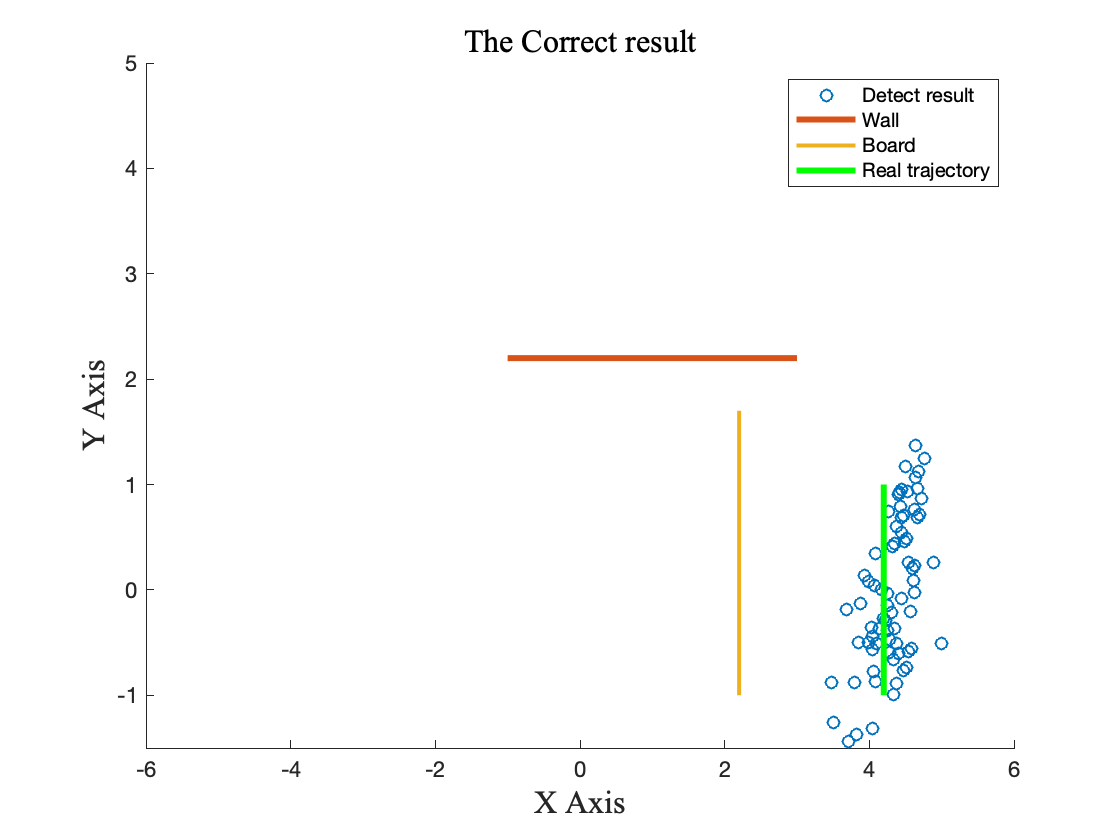 The Correct result
Detect result
Wall
Board
Real trajectory
5
4
3
2
1
0
-1
Y Axis
-6
-4
-2
0
2
4
6
X Axis